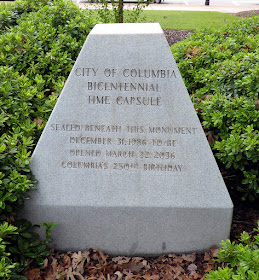 CITY OF COLUMBIA
BICENTENNIAL
TIME CAPSULE
SEALED BENEATH THIS MONUMENT
DECEMBER 31, 1986 TO BE
OPENED MARCH 22, 2036
COLUMBIA'S 250TH BIRTHDAY